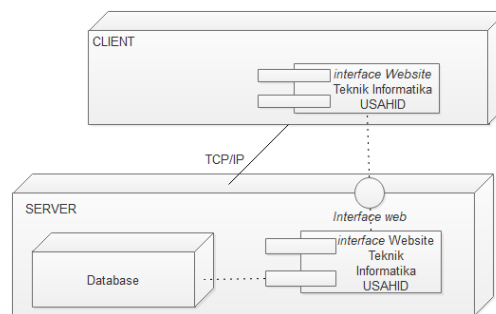 CLIENT
interface Website
Teknik Informatika
USAHID
TCP/IP
SERVER
Interface web
interface Website
Teknik
Informatika
USAHID
Database